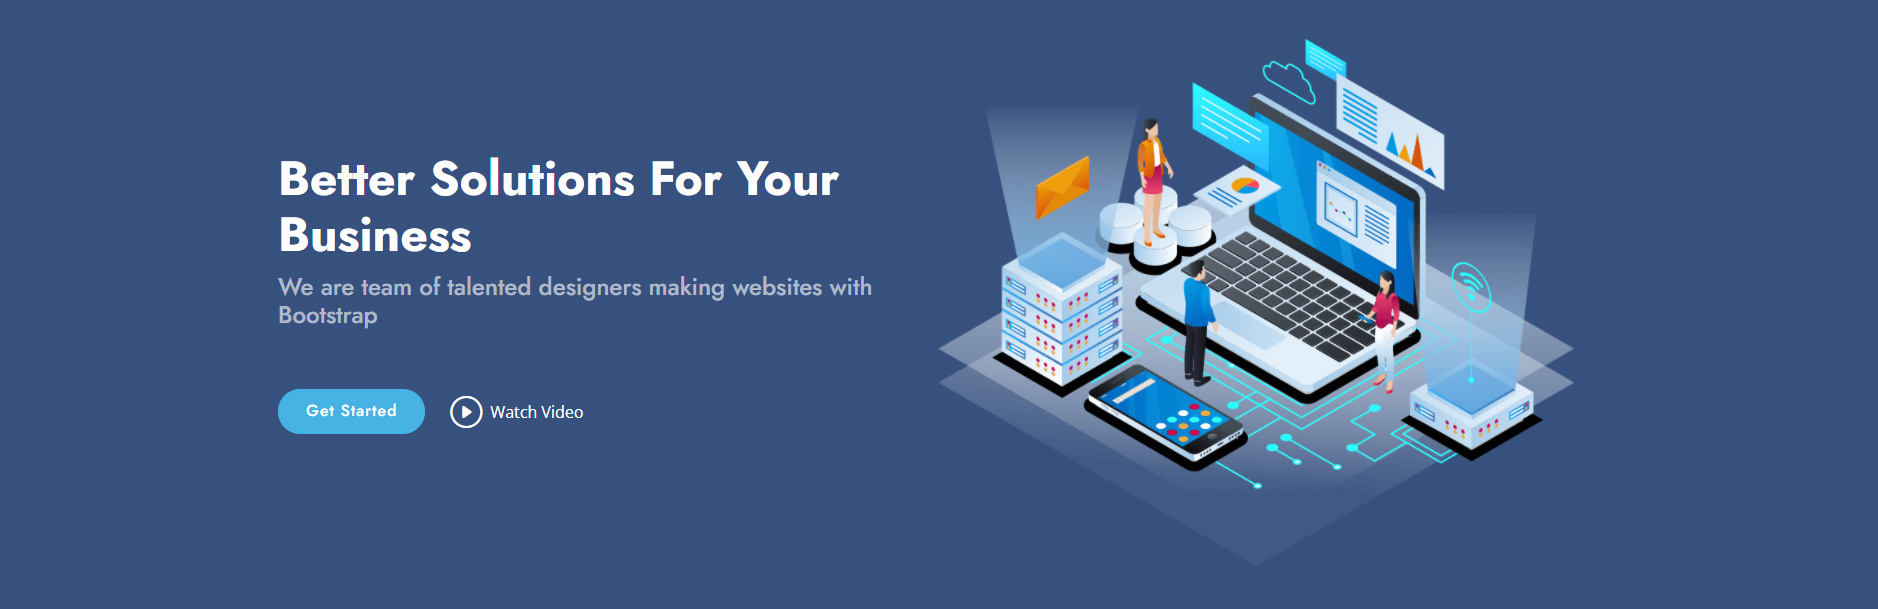 Better Solutions For Your
Business
We are team of talented designers making websites with
Bootstrap
Get Started
Watch Video